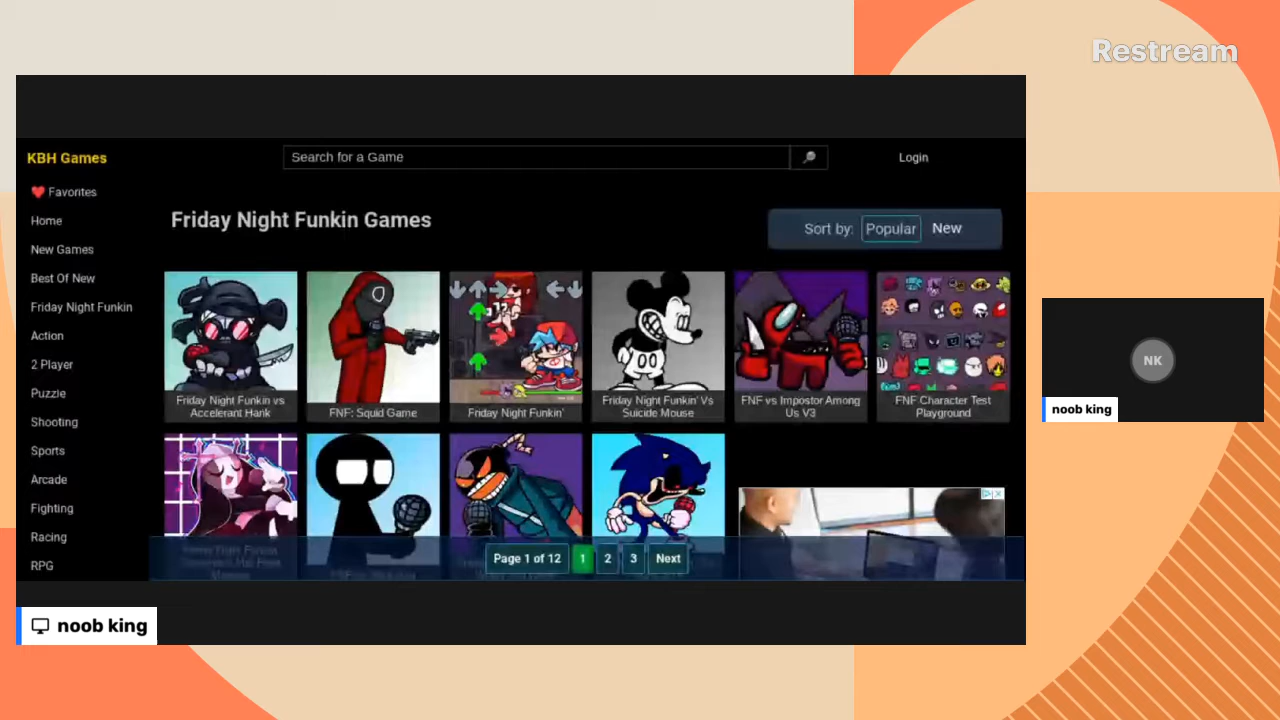 Restream
KBH Games
Search for a Game
Login
Favorites
Home
New Games
Best Of New
Friday Night Funkin
Action
2 Player
Puzzle
Shooting
Sports
Arcade
Fighting
Racing
RPG
Friday Night Funkin Games
Sort by: Popular New
Friday Night Funkin vs
Accelerant Hank
FNF: Squid Game
Friday Night Funkin'
Friday Night Funkin' Vs
Suicide Mouse
FNF vs Impostor Among
Us V3
FNF Character Test
Playground
Page 1 of 12 1 2 3 Next
NK
noob king
noob king